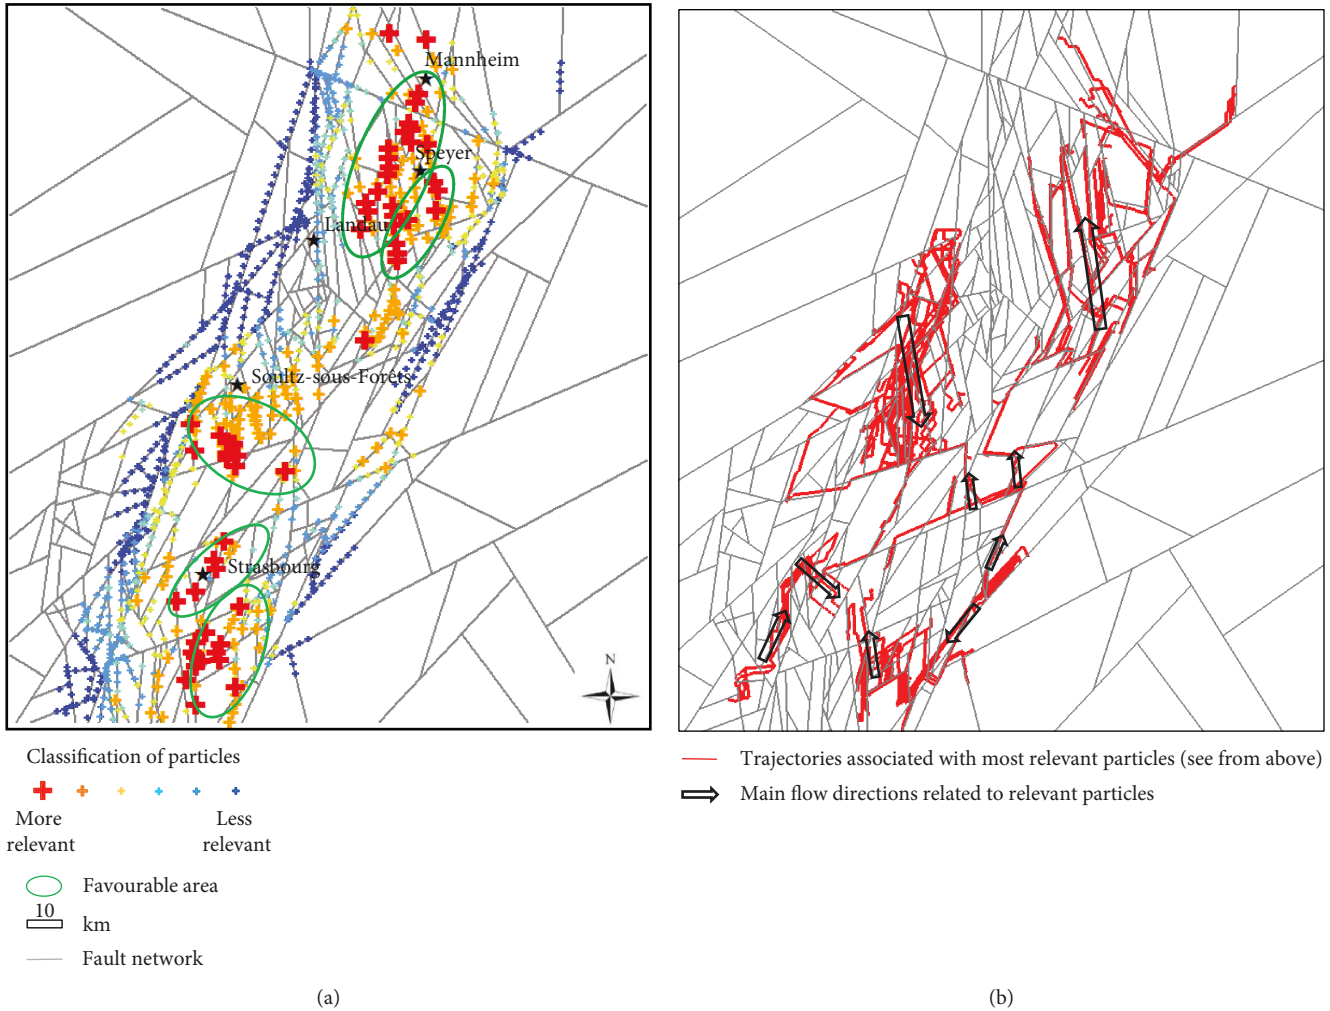 Mannheim
Speyer
Landau
Soultz-sous-Forêts
Strasbourg
N
Classification of particles
More relevant
Less relevant
Favourable area
10
km
Fault network
(a)
Trajectories associated with most relevant particles (see from above)
Main flow directions related to relevant particles
(b)